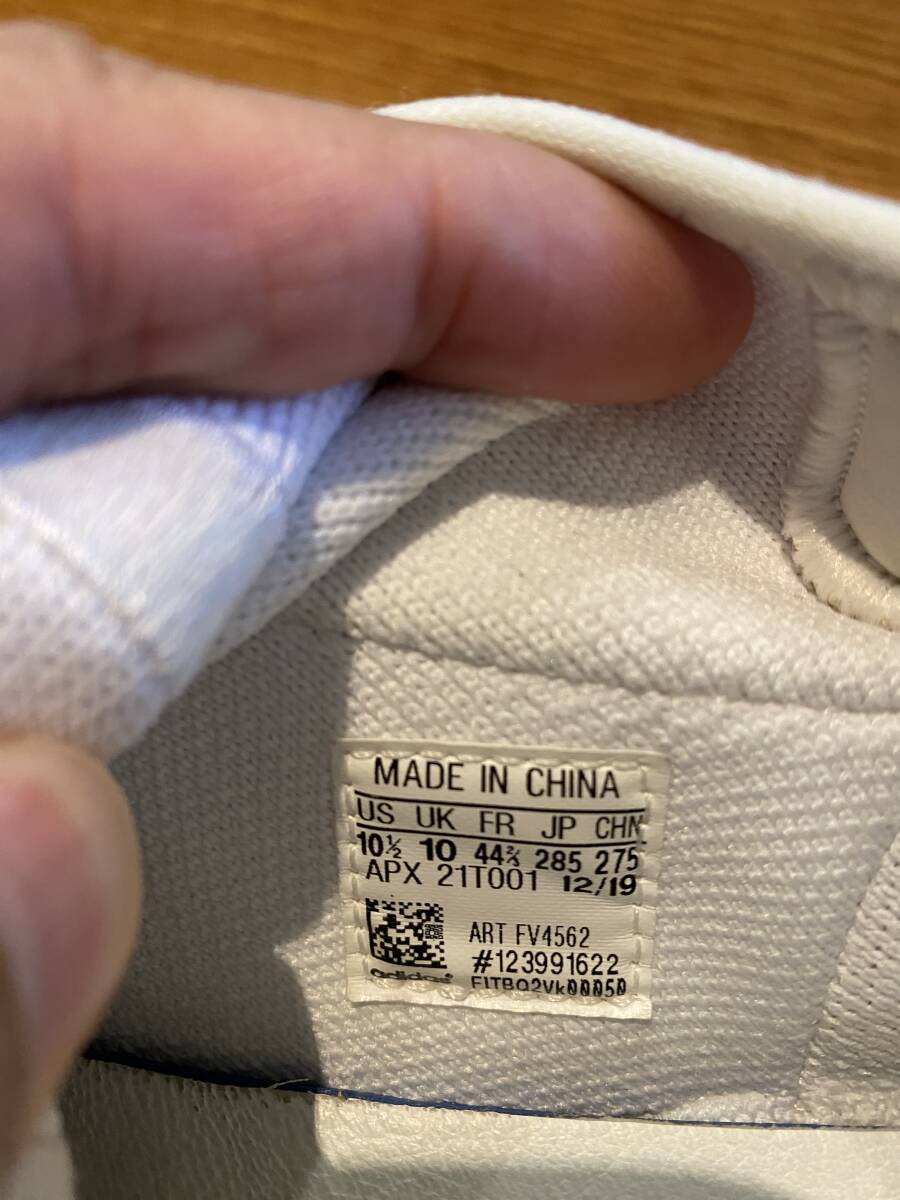 MADE IN CHINA
US UK FR JP CHN
10½ 10 44⅔ 285 275
APX 21T001 12/19
ART FV4562
#123991622
adidas